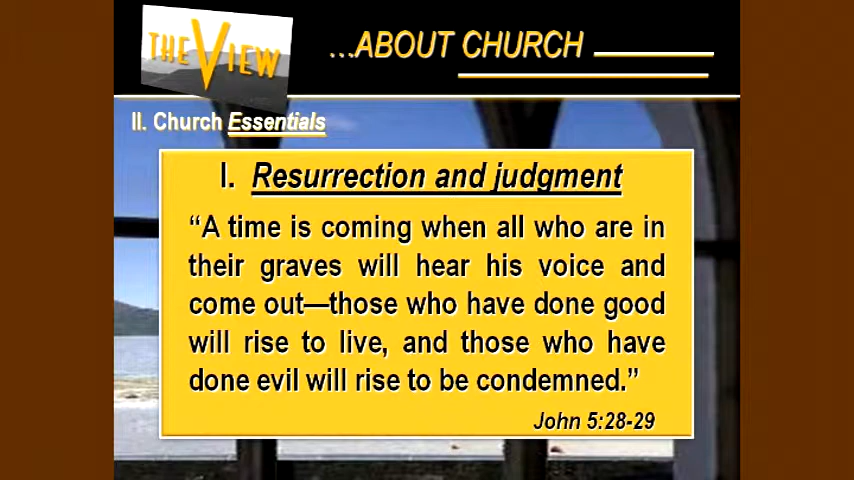 THE VIEW
...ABOUT CHURCH
II. Church Essentials
I. Resurrection and judgment
“A time is coming when all who are in
their graves will hear his voice and
come out—those who have done good
will rise to live, and those who have
done evil will rise to be condemned.”
John 5:28-29